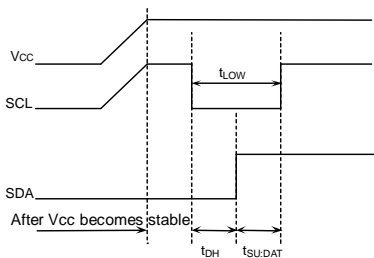 Vcc
tLOW
SCL
SDA
After Vcc becomes stable
tDH
tSU:DAT